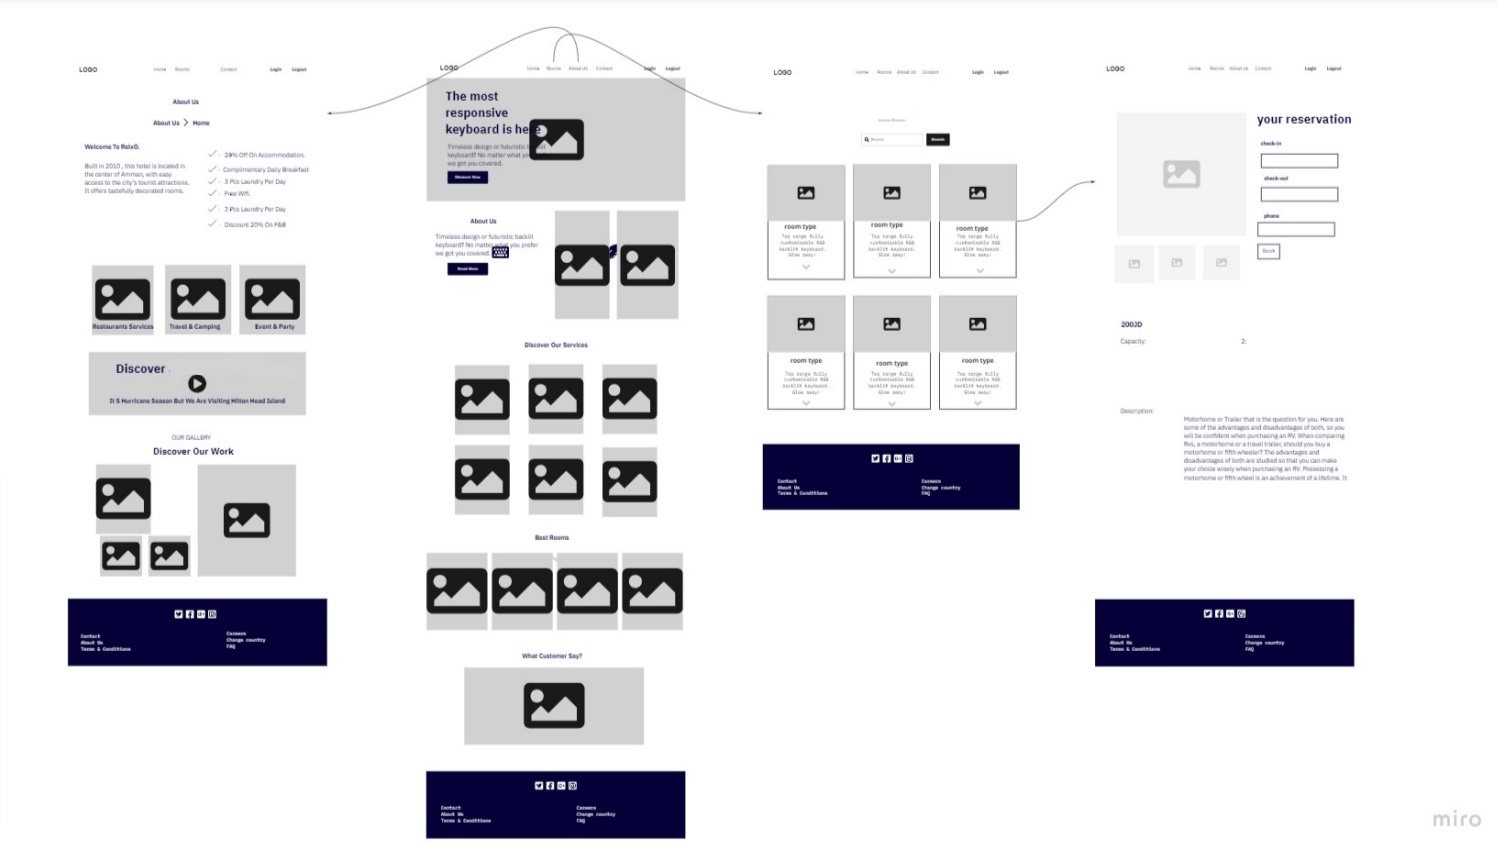 LOGO
Home Rooms Contact Login Logout
About Us
About Us > Home
Welcome To RelxO.
Built in 2010 , this hotel is located in
the center of Amman, with easy
access to the city's tourist attractions.
It offers tastefully decorated rooms.
20% Off On Accommodation.
Complimentary Daily Breakfast
3 Pcs Laundry Per Day
Free Wifi.
3 Pcs Laundry Per Day
Discount 20% On F&B
Restaurants Services
Travel & Camping
Event & Party
Discover .
It S Hurricane Season But We Are Visiting Hilton Head Island
OUR GALLERY
Discover Our Work
Contact
About Us
Terms & Conditions
Careers
Change country
FAQ
LOGO
Home Rooms About Us Contact Login Logout
The most
responsive
keyboard is here
Timeless design or futuristic backlit
keyboard? No matter what you
we got you covered.
Discover Now
About Us
Timeless design or futuristic backlit
keyboard? No matter what you prefer
we got you covered.
Read More
Discover Our Services
Best Rooms
What Customer Say?
Contact
About Us
Terms & Conditions
Careers
Change country
FAQ
LOGO
Home Rooms About Us Contact Login Logout
Search
Search
room type
Top range fully
customisable RGB
backlit keyboard.
Glow away!
room type
Top range fully
customisable RGB
backlit keyboard.
Glow away!
room type
Top range fully
customisable RGB
backlit keyboard.
Glow away!
room type
Top range fully
customisable RGB
backlit keyboard.
Glow away!
room type
Top range fully
customisable RGB
backlit keyboard.
Glow away!
room type
Top range fully
customisable RGB
backlit keyboard.
Glow away!
Contact
About Us
Terms & Conditions
Careers
Change country
FAQ
LOGO
Home Rooms About Us Contact Login Logout
your reservation
check-in
check-out
phone
Book
200JD
Capacity: 2:
Description:
Motorhome or Trailer that is the question for you. Here are
some of the advantages and disadvantages of both, so you
will be confident when purchasing an RV. When comparing
Rvs, a motorhome or a travel trailer, should you buy a
motorhome or fifth wheeler? The advantages and
disadvantages of both are studied so that you can make
your choice wisely when purchasing an RV. Possessing a
motorhome or fifth wheel is an achievement of a lifetime. It
Contact
About Us
Terms & Conditions
Careers
Change country
FAQ
miro